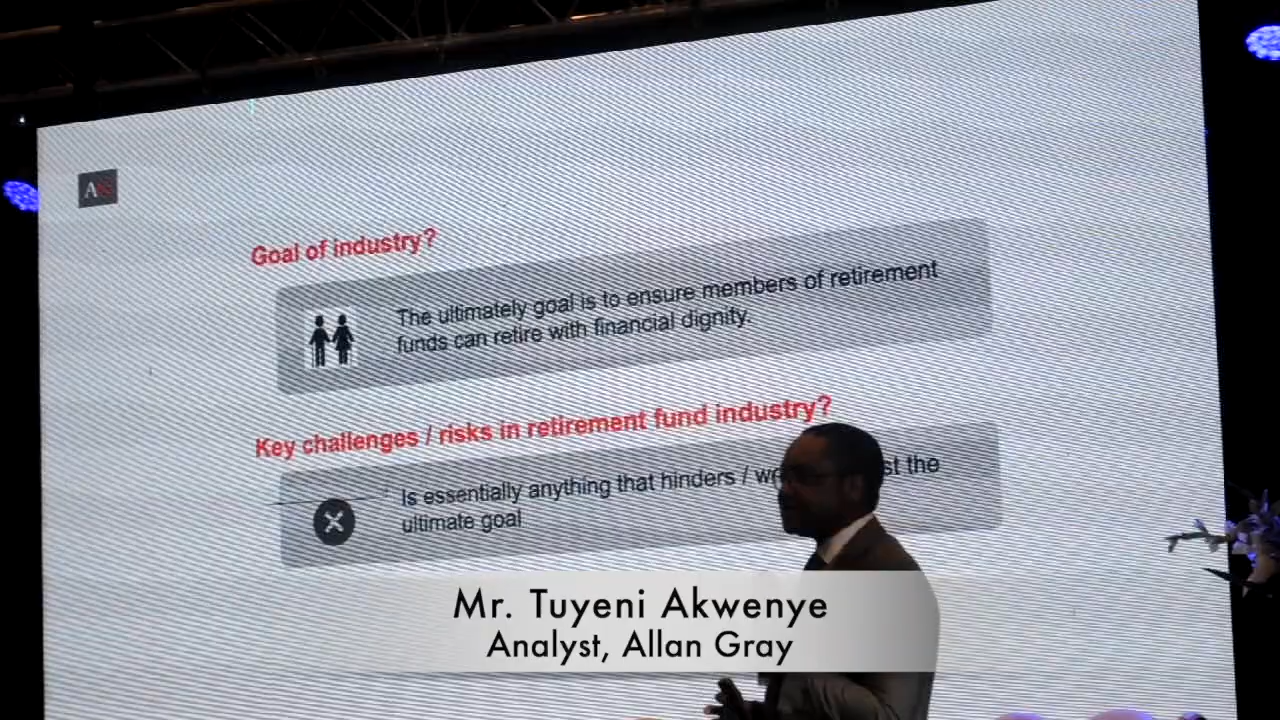 AG
Goal of industry?
The ultimately goal is to ensure members of retirement
funds can retire with financial dignity.
Key challenges / risks in retirement fund industry?
Is essentially anything that hinders / the
ultimate goal
Mr. Tuyeni Akwenye
Analyst, Allan Gray